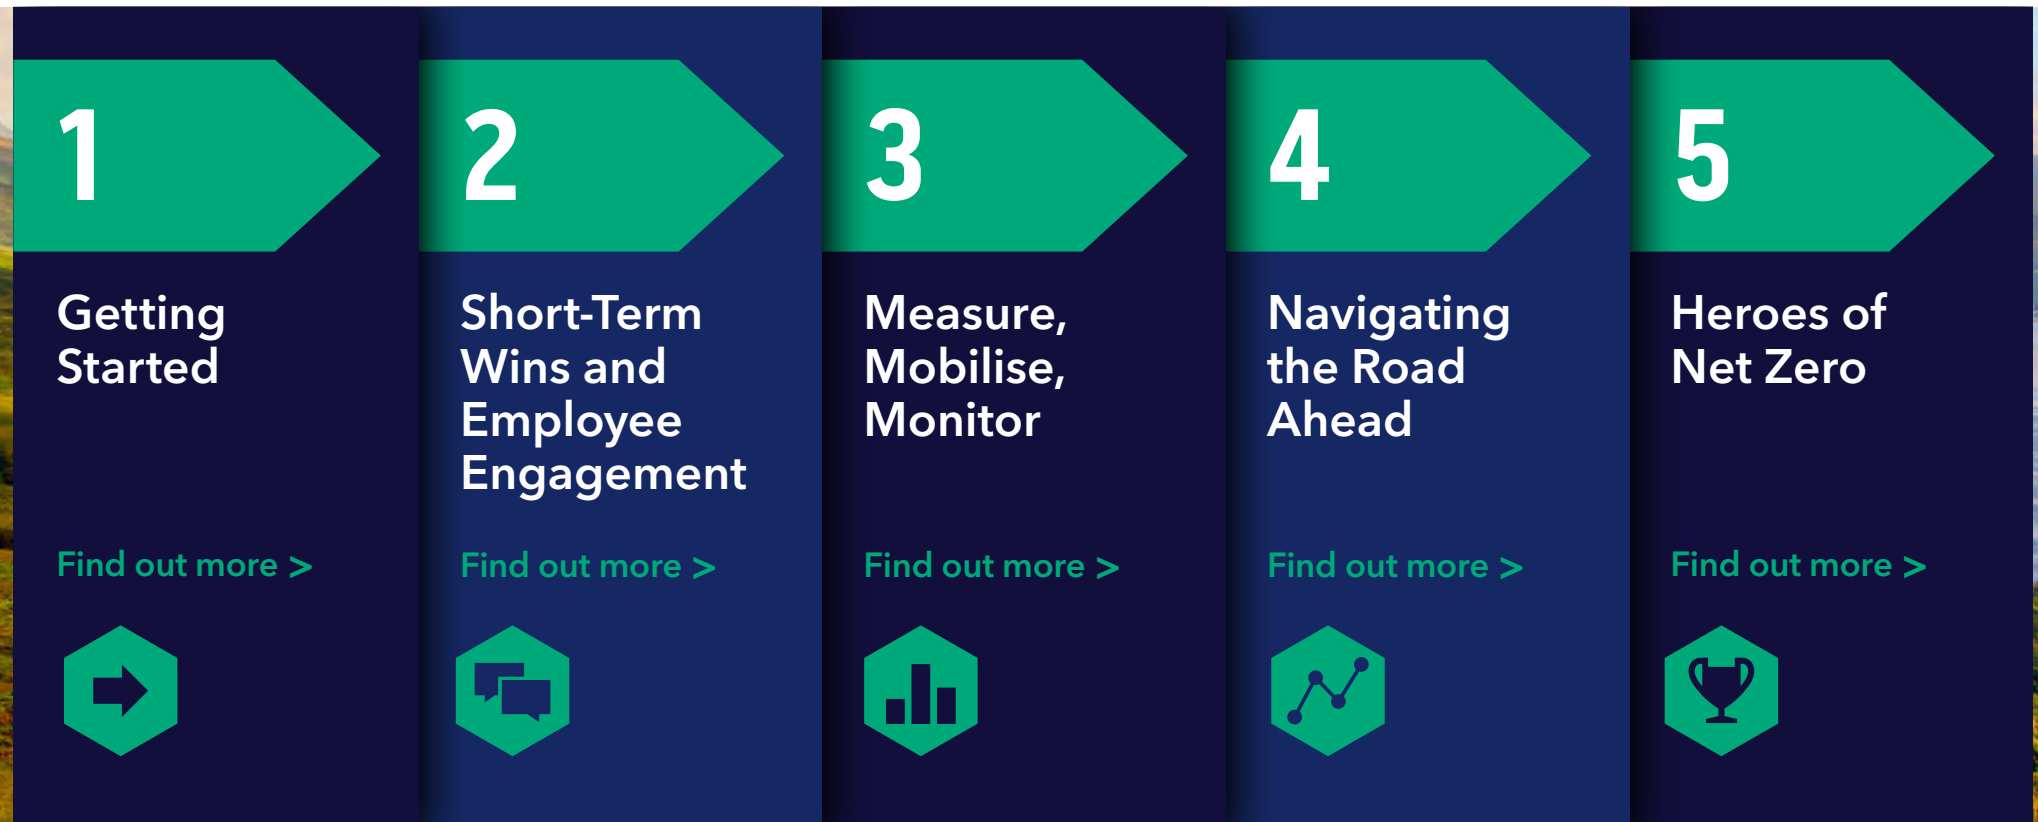 1
Getting
Started
Find out more >
2
Short-Term
Wins and
Employee
Engagement
Find out more >
3
Measure,
Mobilise,
Monitor
Find out more >
4
Navigating
the Road
Ahead
Find out more >
5
Heroes of
Net Zero
Find out more >